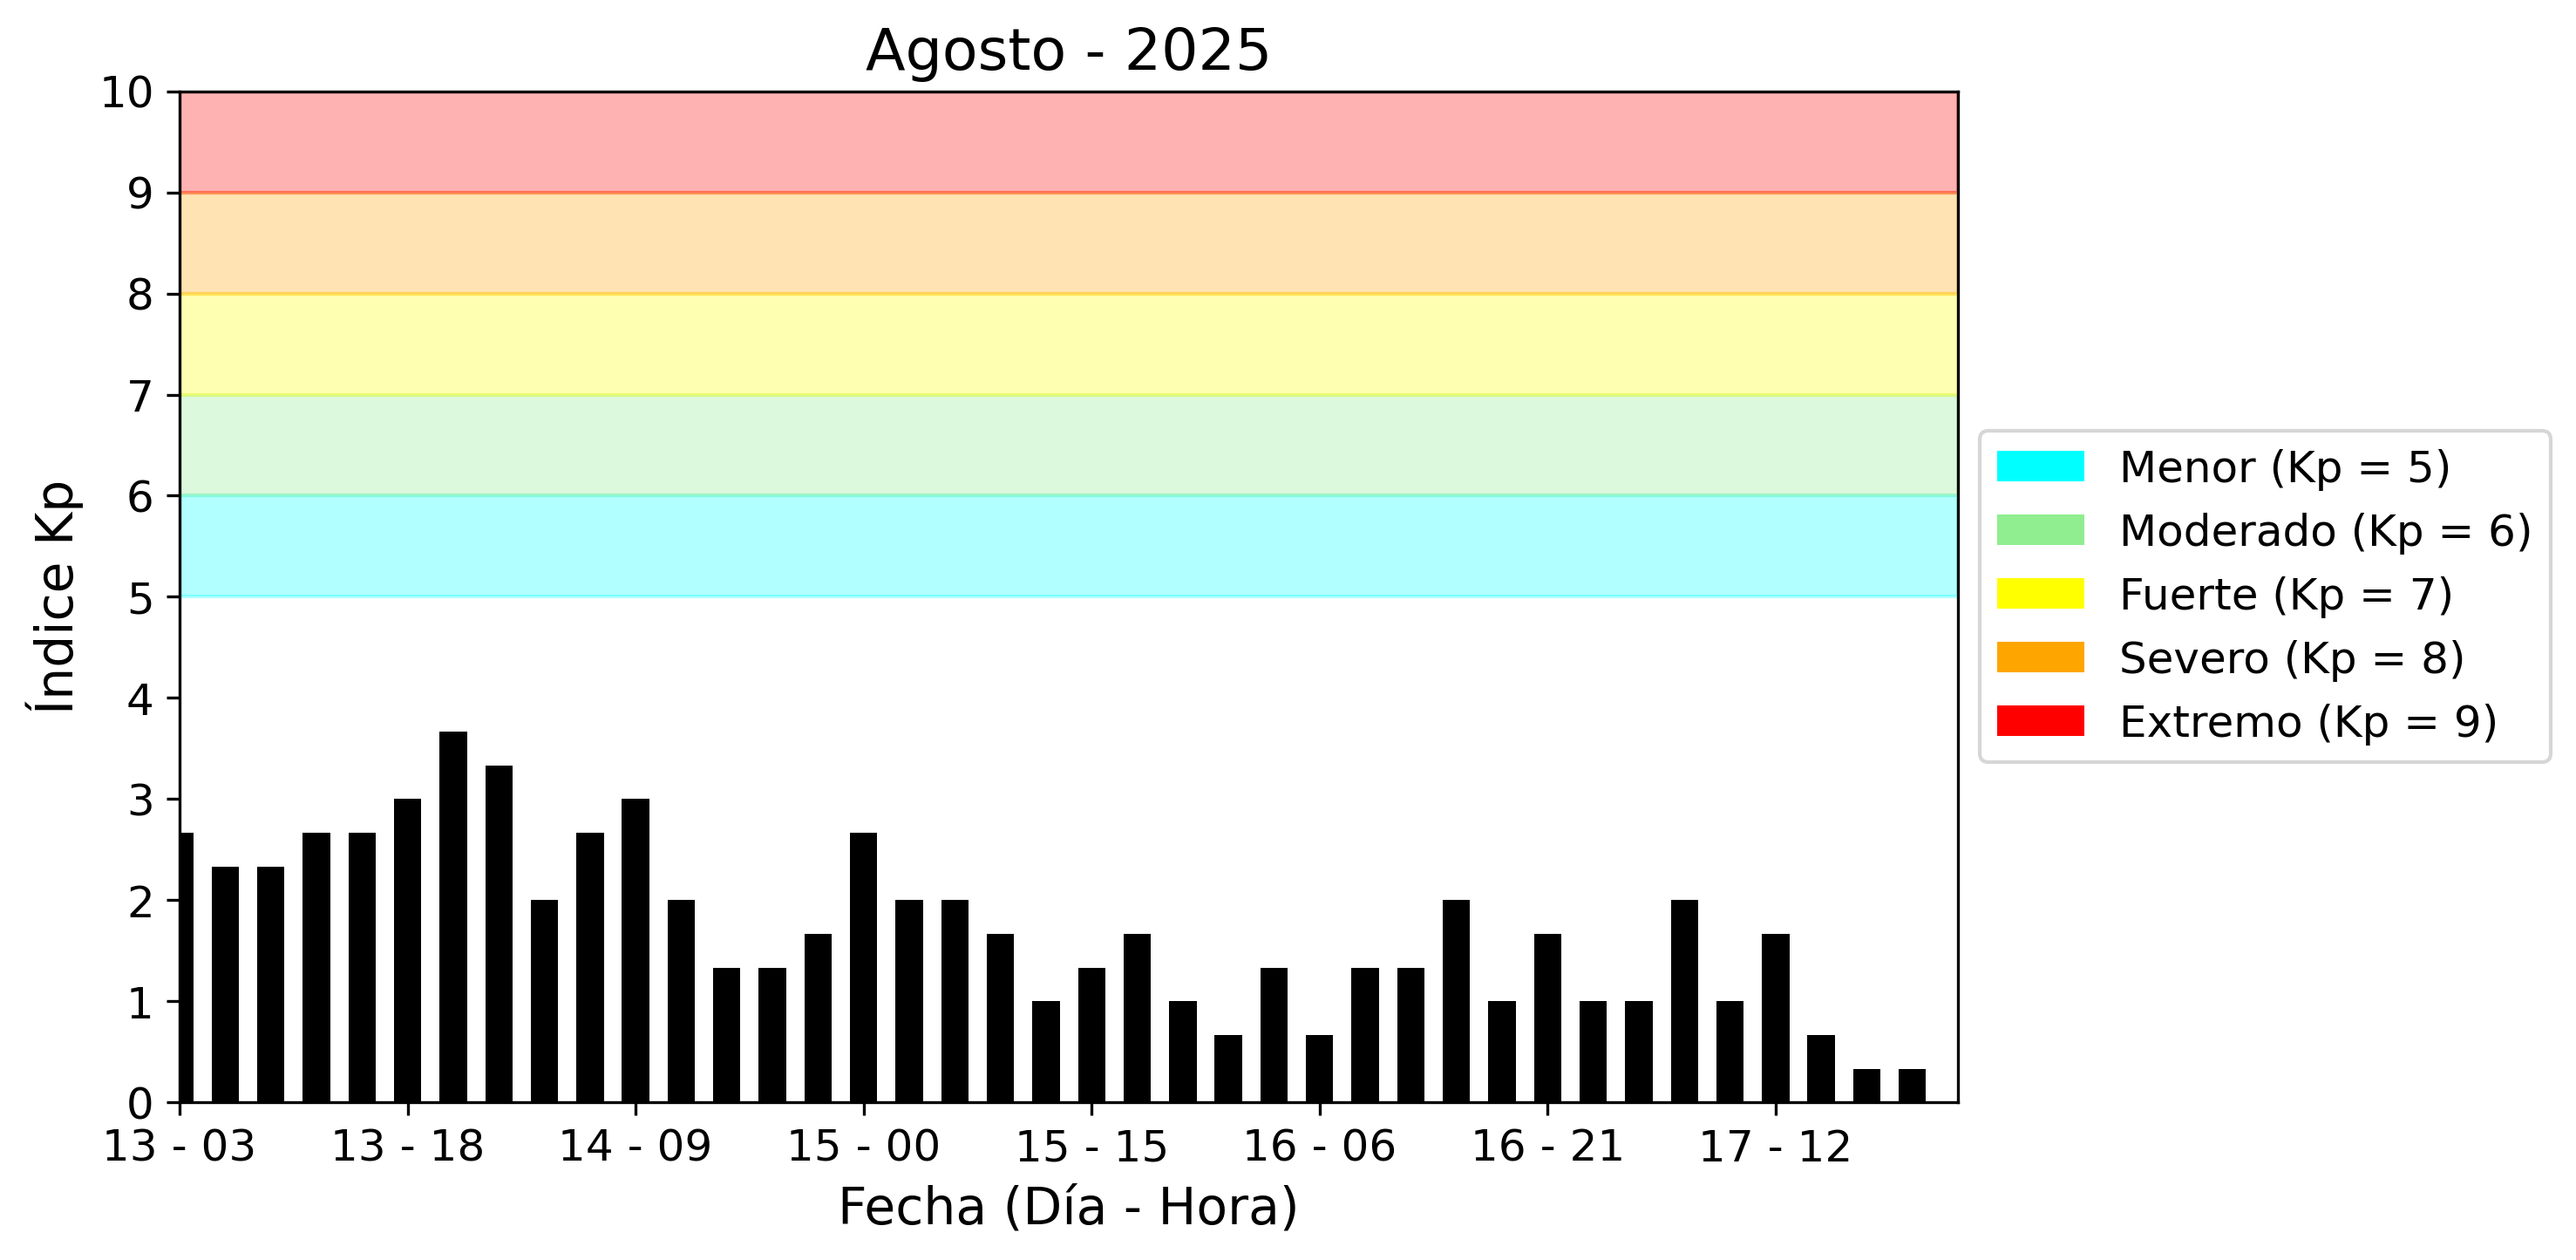 Agosto - 2025
10
9
8
7
6
5
4
3
2
1
0
Índice Kp
13 - 03
13 - 18
14 - 09
15 - 00
15 - 15
16 - 06
16 - 21
17 - 12
Fecha (Día - Hora)
Menor (Kp = 5)
Moderado (Kp = 6)
Fuerte (Kp = 7)
Severo (Kp = 8)
Extremo (Kp = 9)